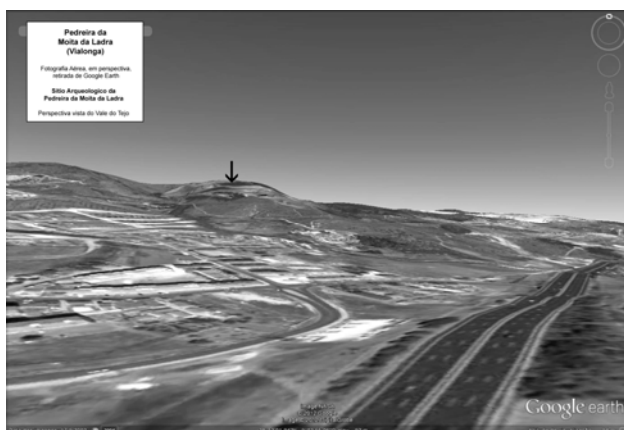 Pedreira da
Moita da Ladra
(Vialonga)
Fotografia Aérea, em perspectiva,
retirada de Google Earth
Sítio Arqueologico da
Pedreira da Moita da Ladra
Perspectiva vista do Vale do Tejo
Google earth